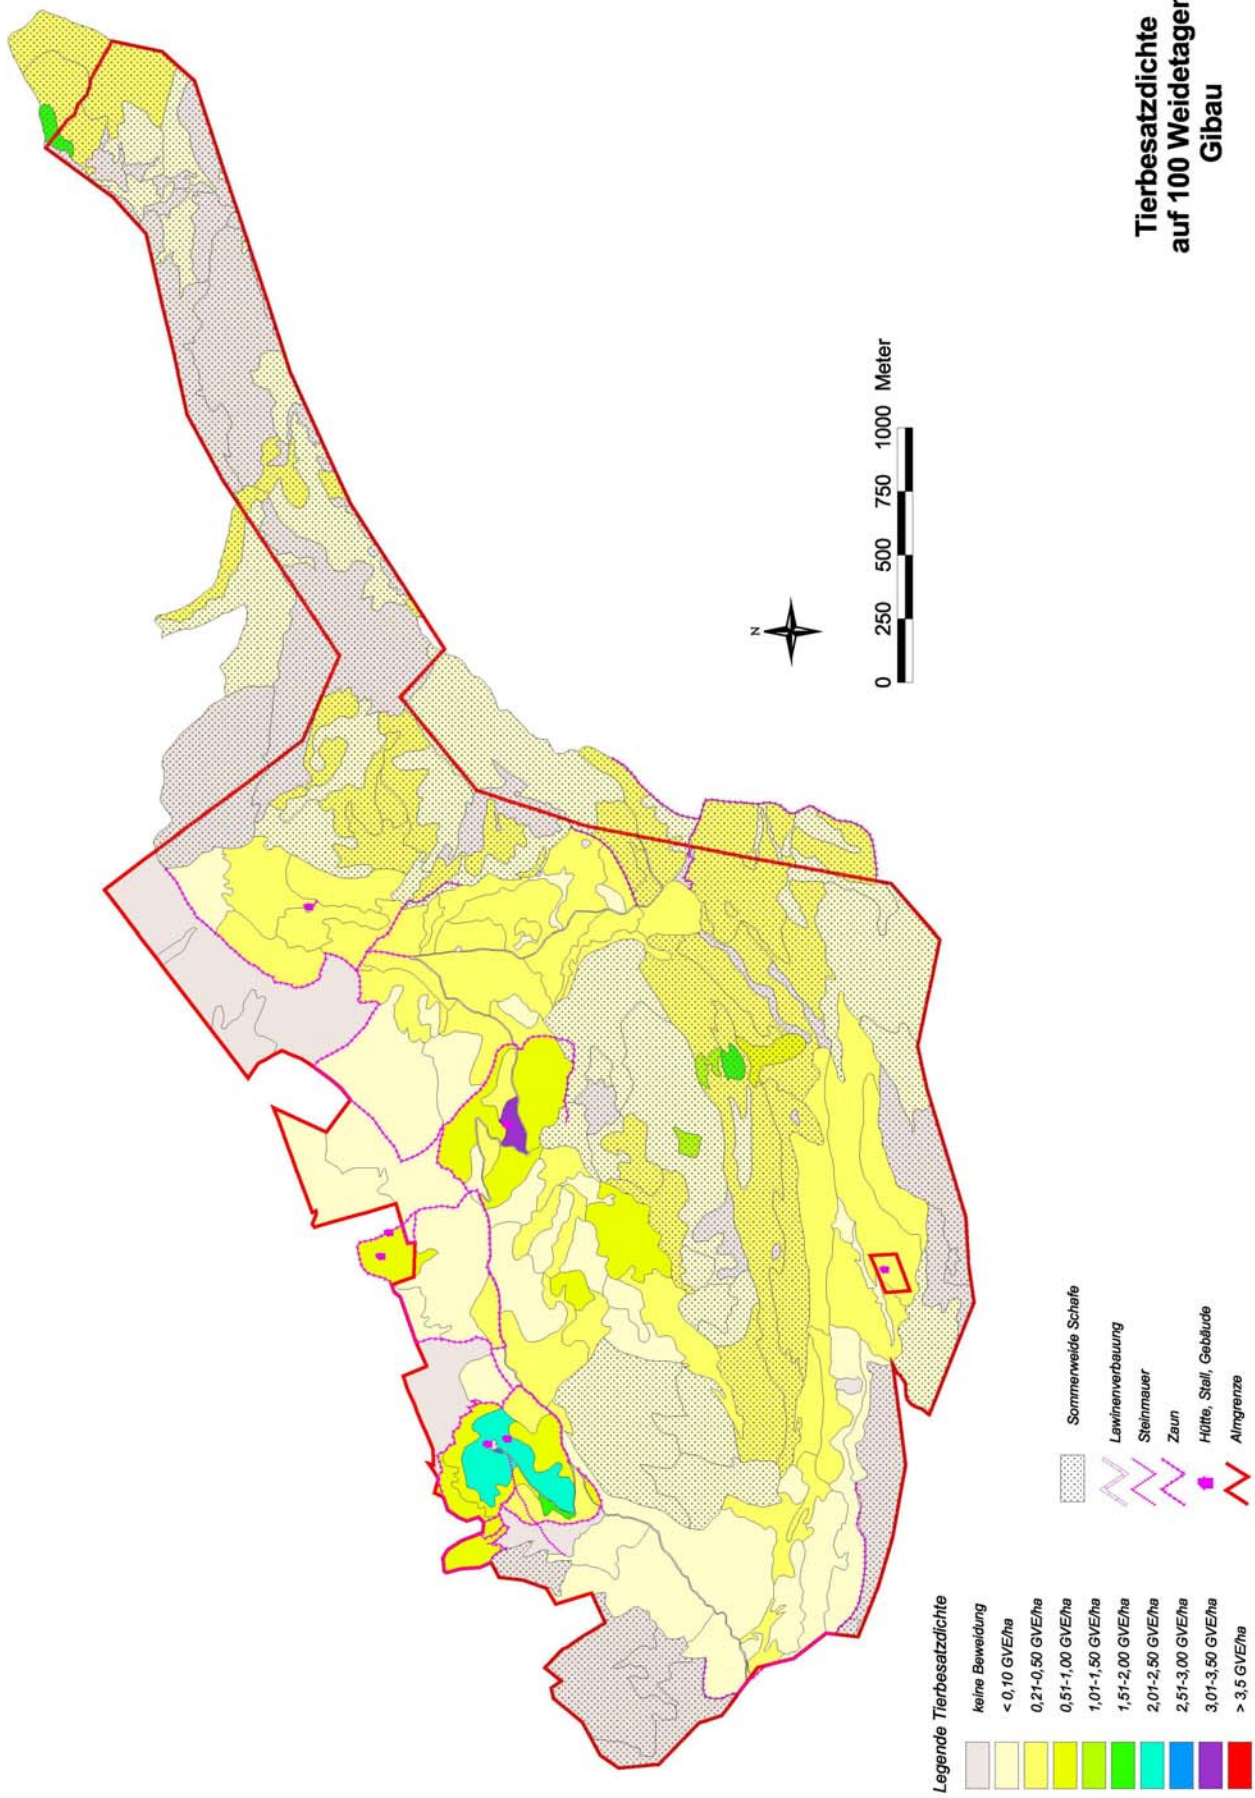 Tierbesatzdichte
auf 100 Weidetagen
Gibau
N
0 250 500 750 1000 Meter
Legende Tierbesatzdichte
keine Beweidung
< 0,10 GVE/ha
0,21-0,50 GVE/ha
0,51-1,00 GVE/ha
1,01-1,50 GVE/ha
1,51-2,00 GVE/ha
2,01-2,50 GVE/ha
2,51-3,00 GVE/ha
3,01-3,50 GVE/ha
> 3,5 GVE/ha
Sommerweide Schafe
Lawinenverbauung
Steinmauer
Zaun
Hütte, Stall, Gebäude
Almgrenze